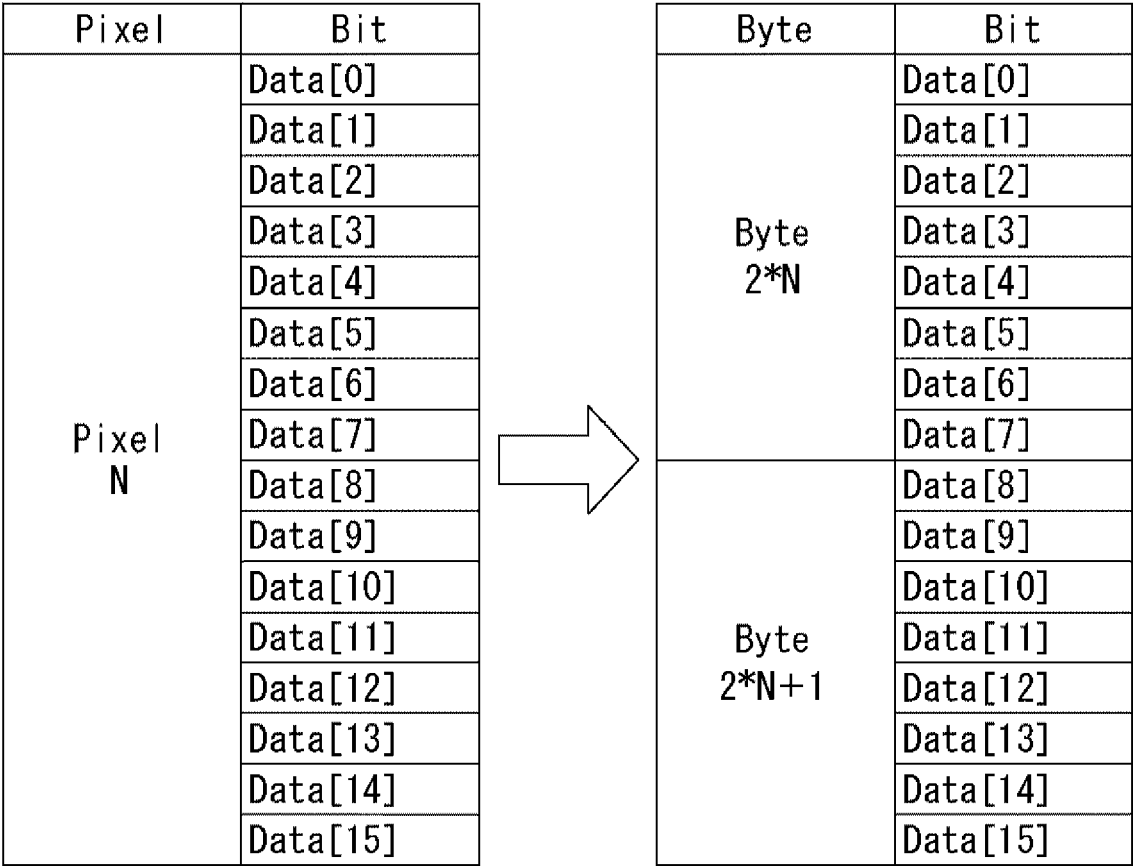 Pixel Bit
Pixel
N
Data[0]
Data[1]
Data[2]
Data[3]
Data[4]
Data[5]
Data[6]
Data[7]
Data[8]
Data[9]
Data[10]
Data[11]
Data[12]
Data[13]
Data[14]
Data[15]
Byte Bit
Byte
2*N
Data[0]
Data[1]
Data[2]
Data[3]
Data[4]
Data[5]
Data[6]
Data[7]
Byte
2*N+1
Data[8]
Data[9]
Data[10]
Data[11]
Data[12]
Data[13]
Data[14]
Data[15]